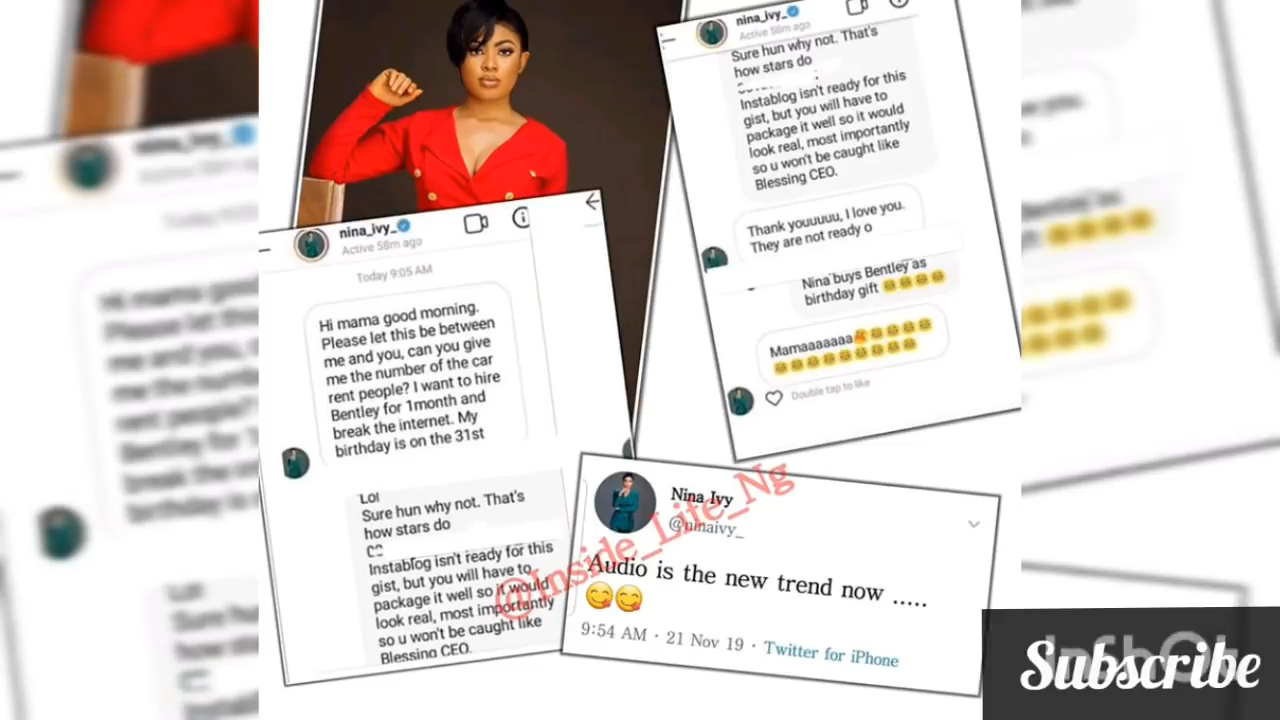 nina_ivy_
Active 58m ago
Today 9:05 AM
Hi mama good morning.
Please let this be between
me and you, can you give
me the number of the car
rent people? I want to hire
Bentley for 1month and
break the internet. My
birthday is on the 31st
Lol
Sure hun why not. That's
how stars do
Instablog isn't ready for this
gist, but you will have to
package it well so it would
look real, most importantly
so u won't be caught like
Blessing CEO.
nina_ivy_
Active 58m ago
Sure hun why not. That's
how stars do
Instablog isn't ready for this
gist, but you will have to
package it well so it would
look real, most importantly
so u won't be caught like
Blessing CEO.
Thank youuuuu, I love you.
They are not ready o
Nina buys Bentley as
birthday gift 😂😂😂😂
Mamaaaaaaa
Double tap to like
Nina Ivy
@ninaivy_
Audio is the new trend now .....
😋😋
9:54 AM · 21 Nov 19 · Twitter for iPhone
@Inside_Life_Ng
Subscribe